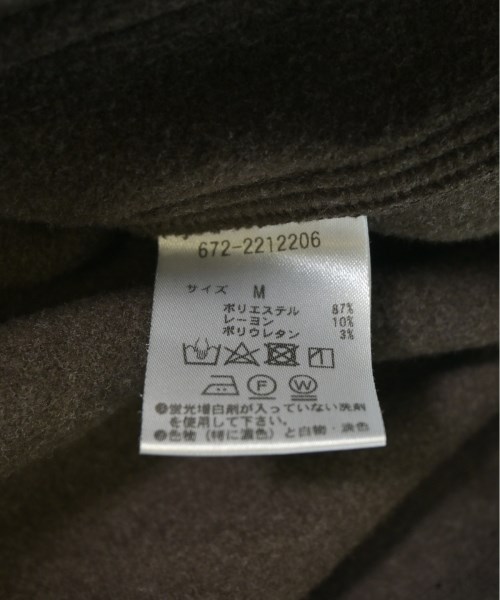 672-2212206
サイズ M
ポリエステル 87%
レーヨン 10%
ポリウレタン 3%
F W
❶蛍光増白剤が入っていない洗剤
を使用して下さい。
❷色物（特に濃色）と白物・淡色